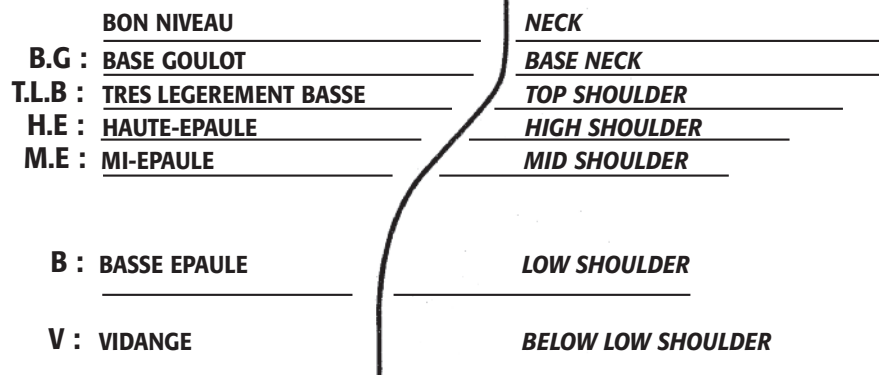 BON NIVEAU NECK
B.G : BASE GOULOT BASE NECK
T.L.B : TRES LEGEREMENT BASSE TOP SHOULDER
H.E : HAUTE-EPAULE HIGH SHOULDER
M.E : MI-EPAULE MID SHOULDER
B : BASSE EPAULE LOW SHOULDER
V : VIDANGE BELOW LOW SHOULDER